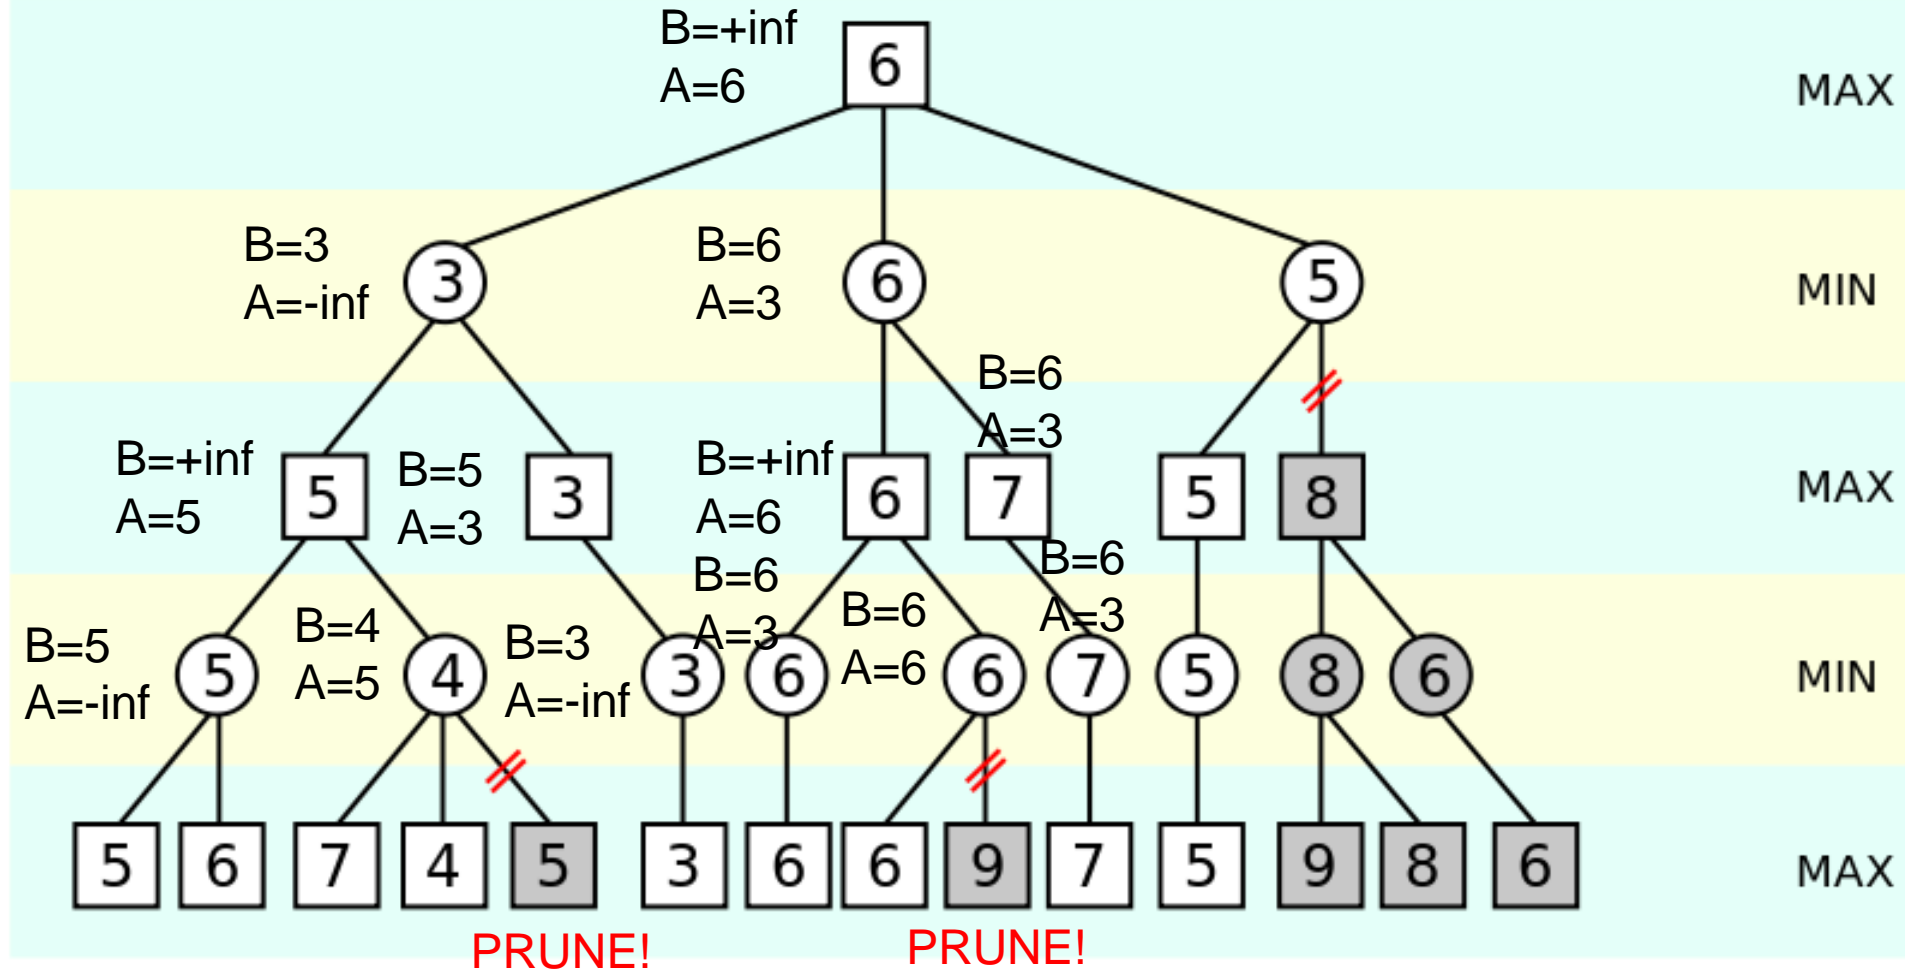 B=+inf
A=6
6
MAX
B=3
A=-inf
3
B=6
A=3
6
5
MIN
B=+inf
A=5
5
B=5
A=3
3
B=+inf
A=6
6
B=6
A=3
7
5
8
MAX
B=5
A=-inf
5
B=4
A=5
4
B=3
A=-inf
3
B=6
A=3
6
B=6
A=6
6
B=6
A=3
7
5
8
6
MIN
5 6 7 4 5 3 6 6 9 7 5 9 8 6
MAX
PRUNE!
PRUNE!